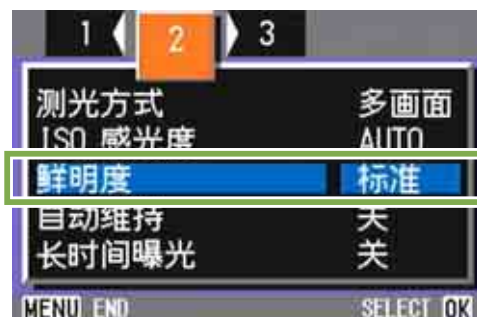 1 2 3
测光方式 多画面
ISO 感光度 AUTO
鲜明度 标准
自动维持 关
长时间曝光 关
MENU END SELECT OK